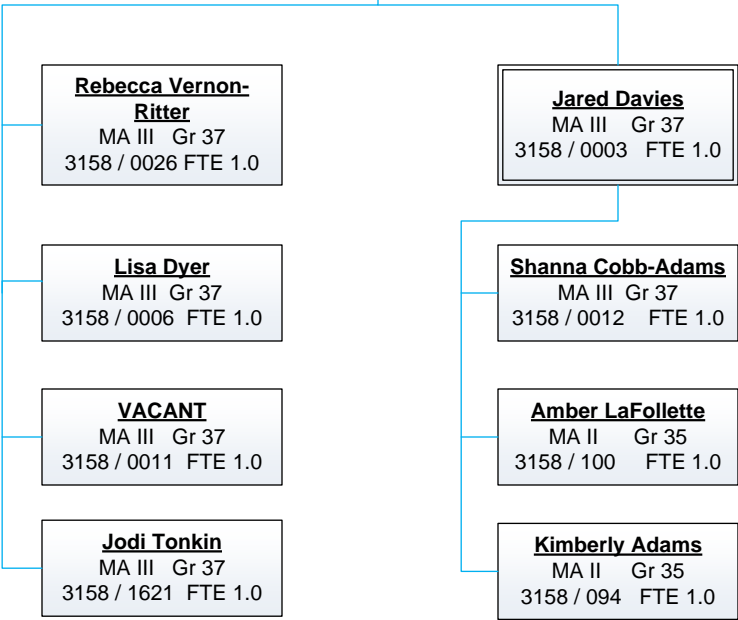 Rebecca Vernon-
Ritter
MA III Gr 37
3158 / 0026 FTE 1.0
Lisa Dyer
MA III Gr 37
3158 / 0006 FTE 1.0
VACANT
MA III Gr 37
3158 / 0011 FTE 1.0
Jodi Tonkin
MA III Gr 37
3158 / 1621 FTE 1.0
Jared Davies
MA III Gr 37
3158 / 0003 FTE 1.0
Shanna Cobb-Adams
MA III Gr 37
3158 / 0012 FTE 1.0
Amber LaFollette
MA II Gr 35
3158 / 100 FTE 1.0
Kimberly Adams
MA II Gr 35
3158 / 094 FTE 1.0